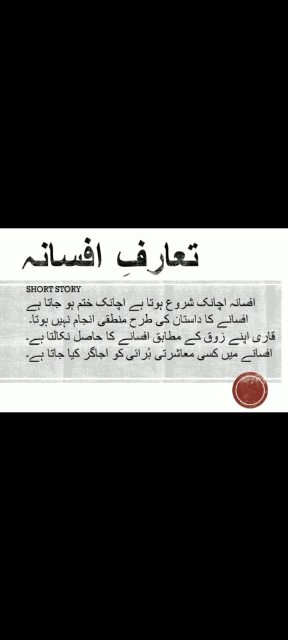 تعارفِ افسانہ
SHORT STORY
افسانہ اچانک شروع ہوتا ہے اچانک ختم ہو جاتا ہے
افسانے کا داستان کی طرح منطقی انجام نہیں ہوتا۔
قاری اپنے زوق کے مطابق افسانے کا حاصل نکالتا ہے۔
افسانے میں کسی معاشرتی بُرائی کو اجاگر کیا جاتا ہے۔